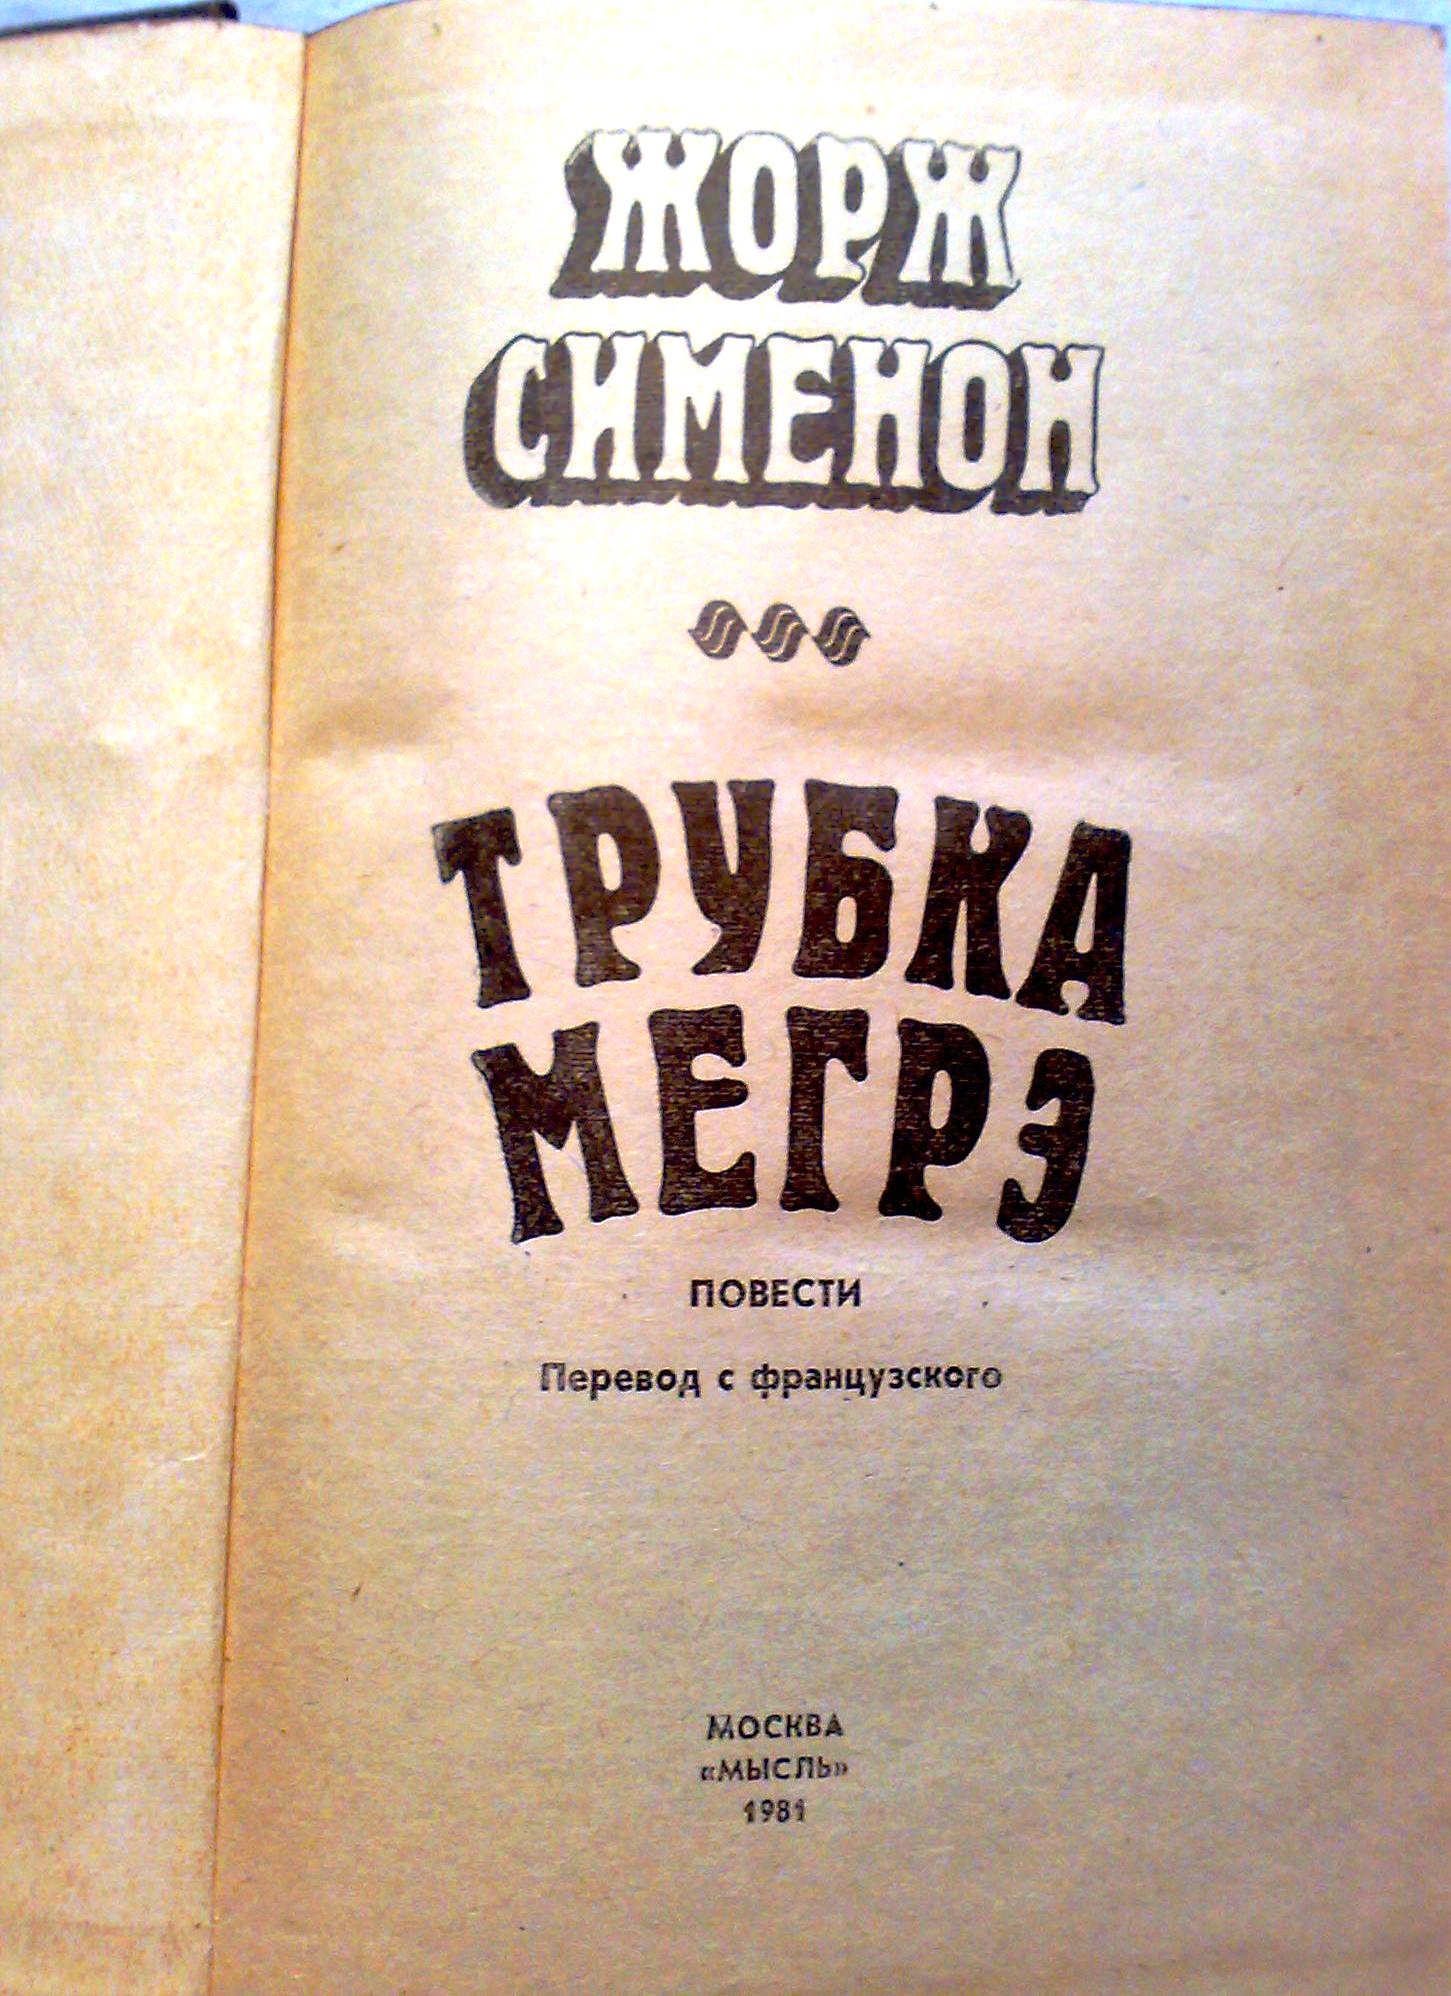 ЖОРЖ
СИМЕНОН
ТРУБКА
МЕГРЭ
ПОВЕСТИ
Перевод с французского
МОСКВА
«МЫСЛЬ»
1981